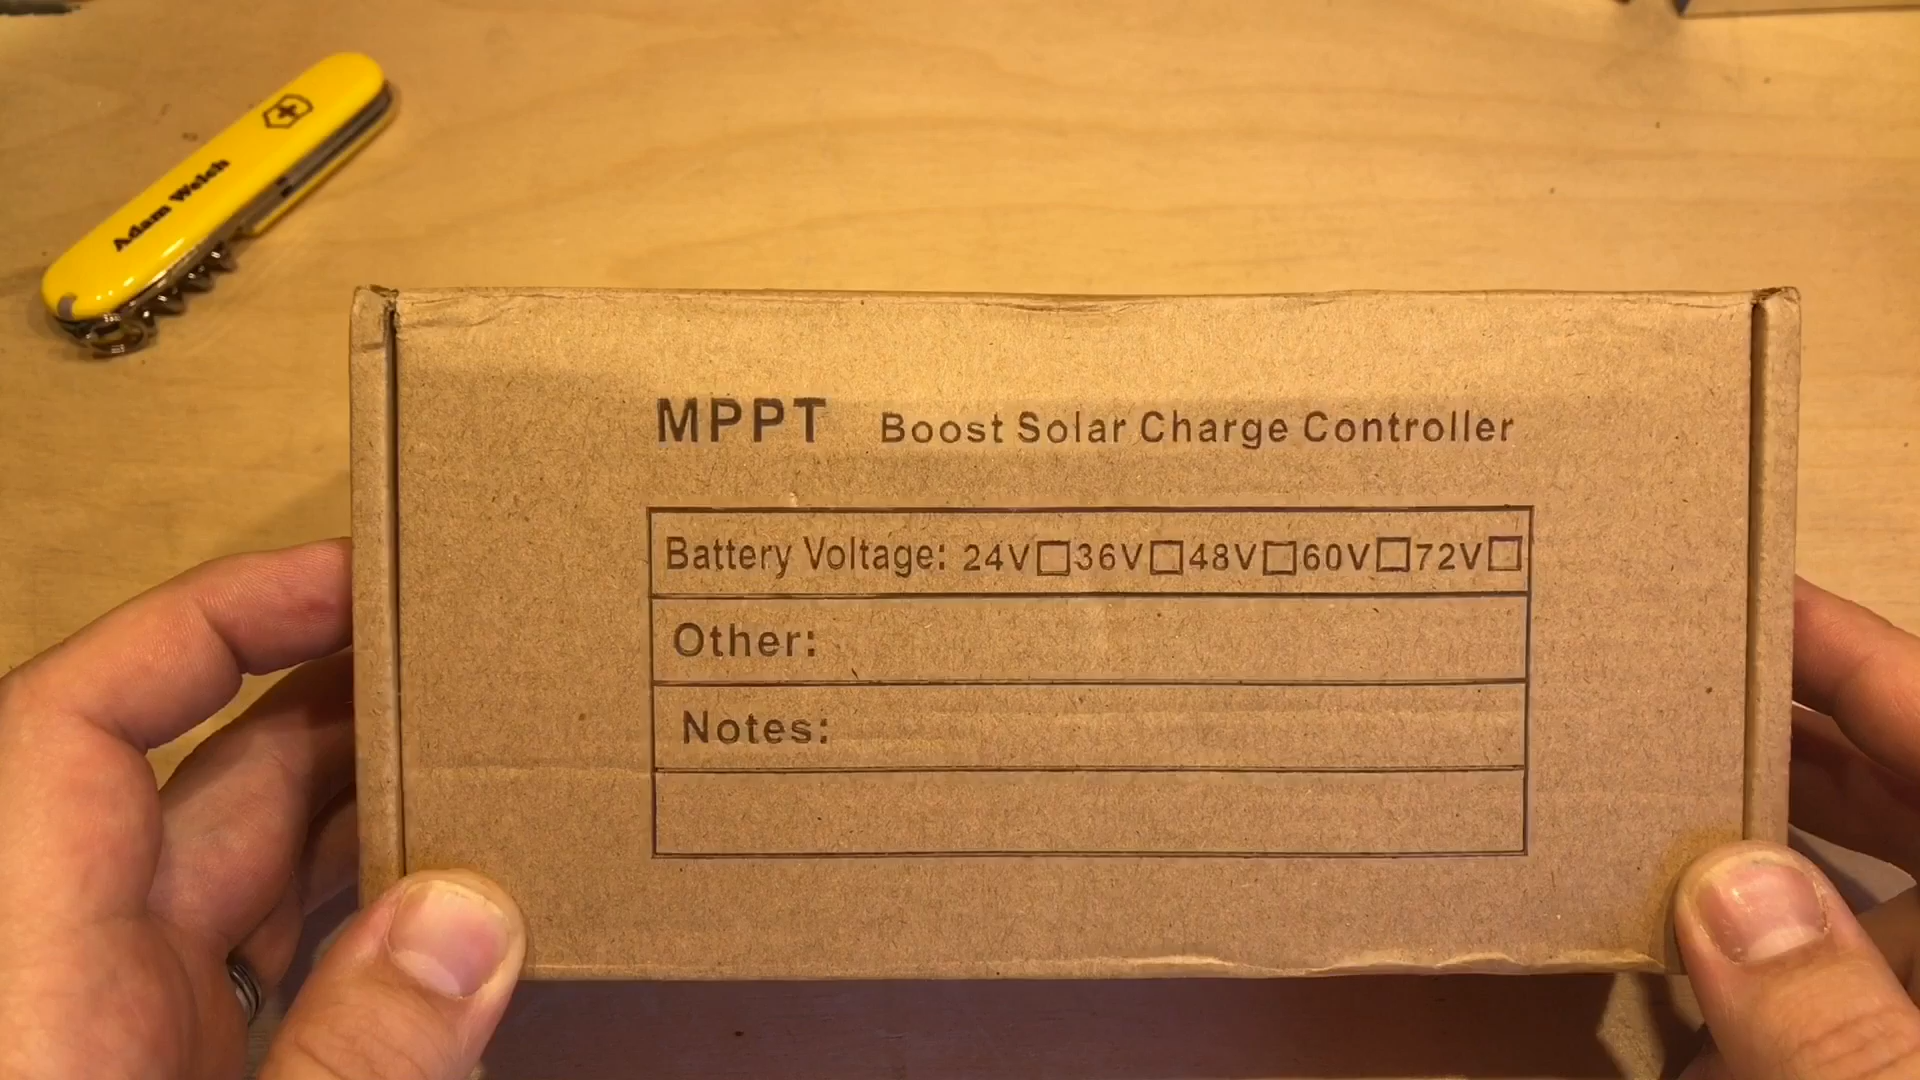 Adam Welch
MPPT Boost Solar Charge Controller
Battery Voltage: 24V☐36V☐48V☐60V☐72V☐
Other:
Notes: